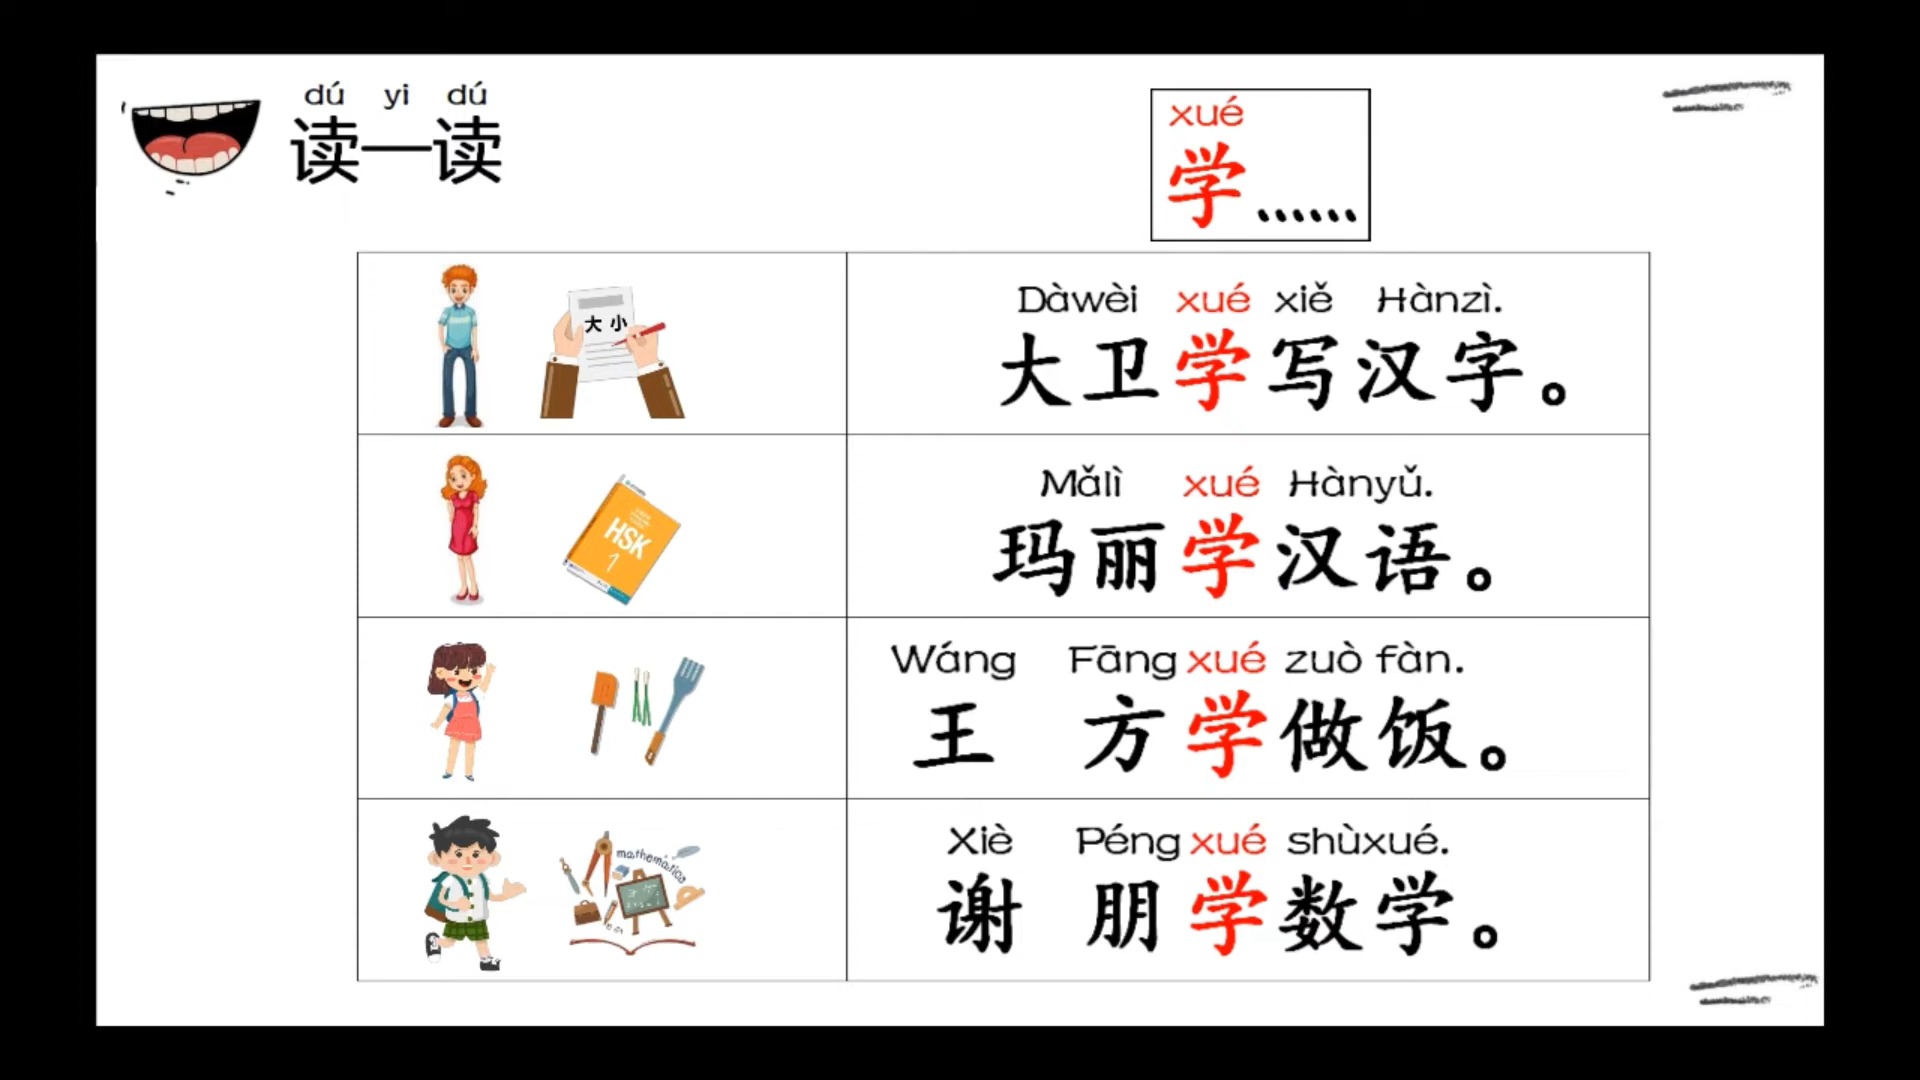 dú yi dú
读一读
xué
学……
大 小
Dàwèi xué xiě Hànzì.
大卫学写汉字。
HSK
1
Mǎlì xué Hànyǔ.
玛丽学汉语。
Wáng Fāng xué zuò fàn.
王 方学做饭。
mathematics
Xiè Péng xué shùxué.
谢 朋学数学。